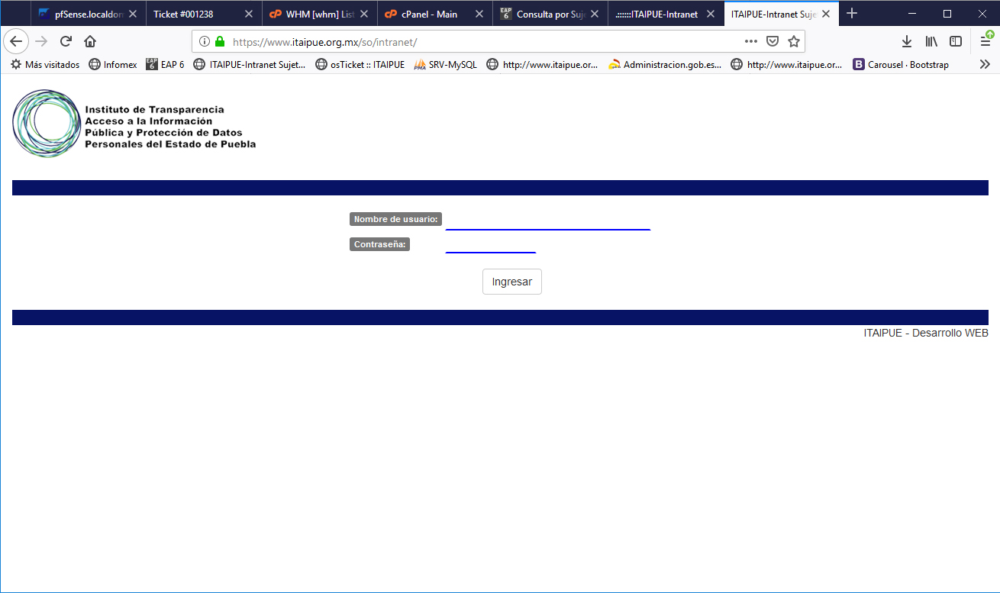 pfSense.localdom
Ticket #001238
WHM [whm] List
cPanel - Main
Consulta por Suje
.::::::ITAIPUE-Intranet
ITAIPUE-Intranet Sujet
https://www.itaipue.org.mx/so/intranet/
Más visitados
Infomex
EAP 6
ITAIPUE-Intranet Sujet...
osTicket :: ITAIPUE
SRV-MySQL
http://www.itaipue.or...
Administracion.gob.es...
http://www.itaipue.or...
Carousel · Bootstrap
Instituto de Transparencia
Acceso a la Información
Pública y Protección de Datos
Personales del Estado de Puebla
Nombre de usuario:
Contraseña:
Ingresar
ITAIPUE - Desarrollo WEB